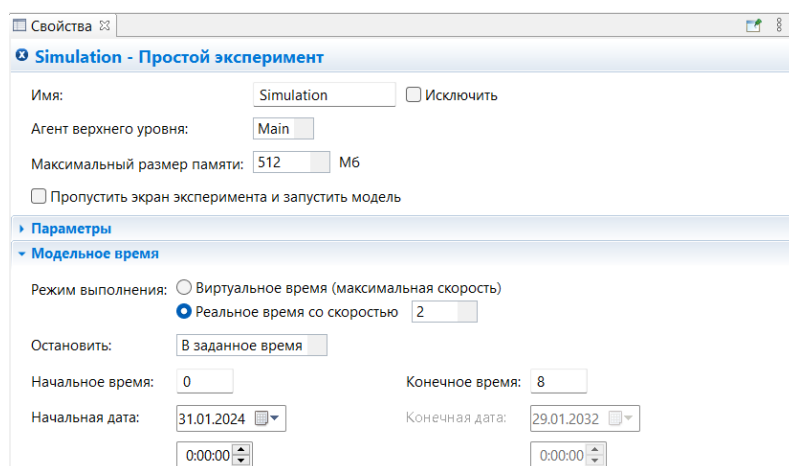 Свойства
Simulation - Простой эксперимент
Имя: Simulation Исключить
Агент верхнего уровня: Main
Максимальный размер памяти: 512 Мб
Пропустить экран эксперимента и запустить модель
Параметры
Модельное время
Режим выполнения: Виртуальное время (максимальная скорость)
Реальное время со скоростью 2
Остановить: В заданное время
Начальное время: 0 Конечное время: 8
Начальная дата: 31.01.2024 Конечная дата: 29.01.2032
0:00:00 0:00:00